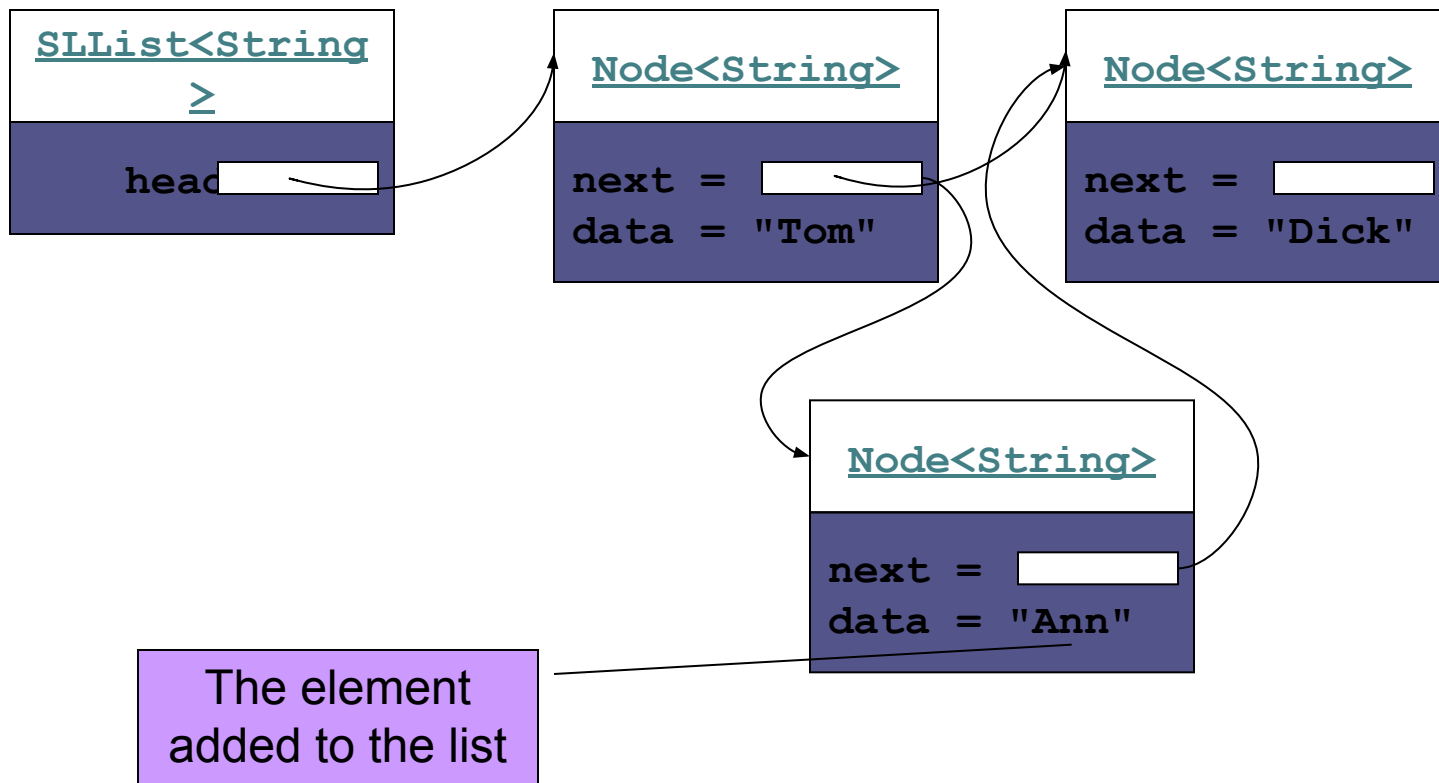 SLList<String
>
head
Node<String>
next =
data = "Tom"
Node<String>
next =
data = "Dick"
Node<String>
next =
data = "Ann"
The element
added to the list